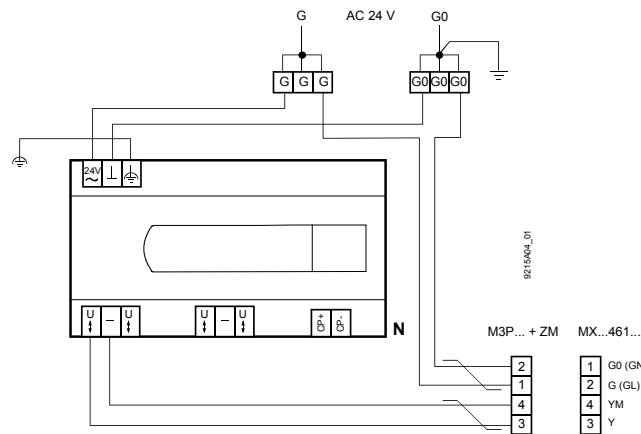 G AC 24 V G0
G G G G0 G0 G0
24V ~ ⊥
U – U U – U CP+ CP-
N
9215A04_01
M3P... + ZM MX...461...
2 1 G0 (GN
1 2 G (GL)
4 4 YM
3 3 Y